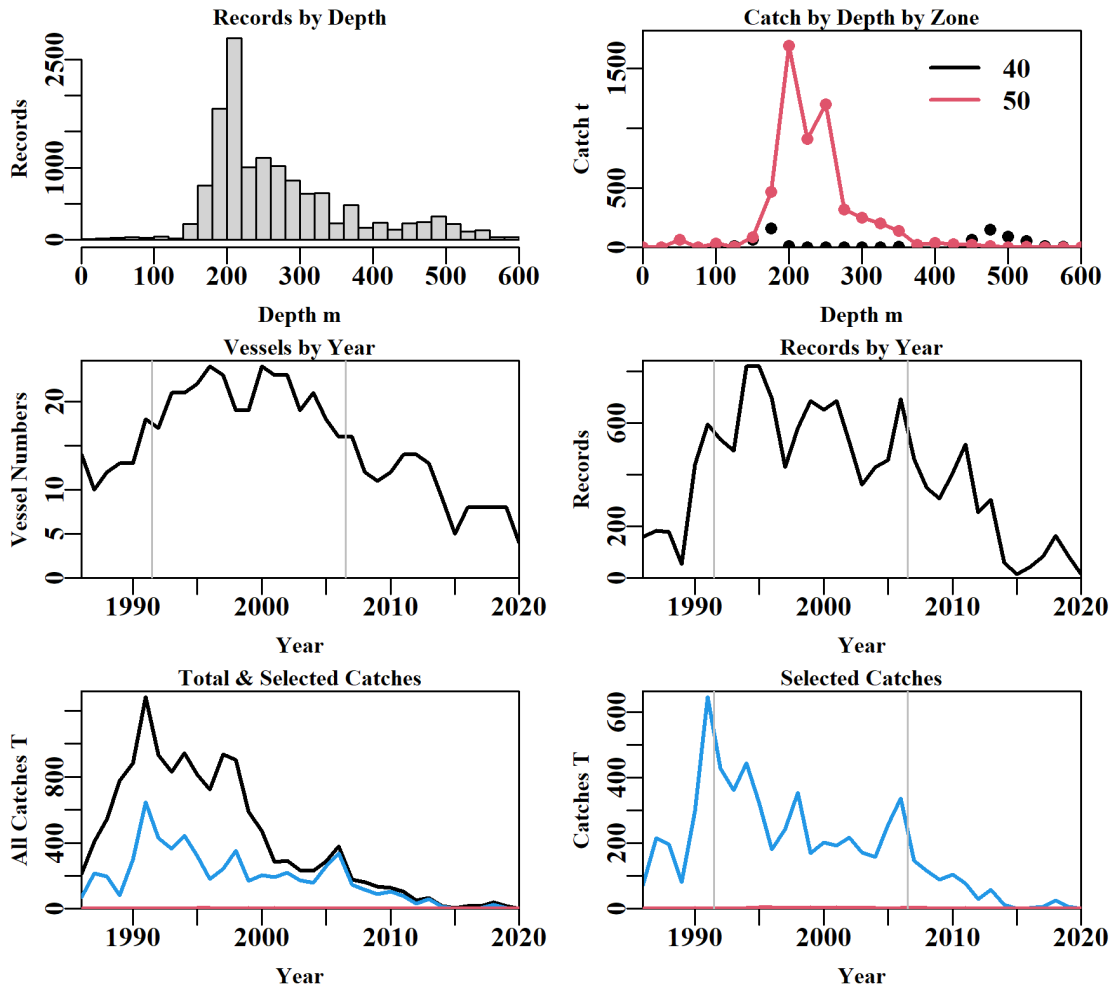 Records by Depth
Records
0 1000 2500
0 100 200 300 400 500 600
Depth m
Catch by Depth by Zone
Catch t
0 500 1500
40
50
0 100 200 300 400 500 600
Depth m
Vessels by Year
Vessel Numbers
0 5 10 20
1990 2000 2010 2020
Year
Records by Year
Records
0 200 600
1990 2000 2010 2020
Year
Total & Selected Catches
All Catches T
0 400 800
1990 2000 2010 2020
Year
Selected Catches
Catches T
0 200 400 600
1990 2000 2010 2020
Year